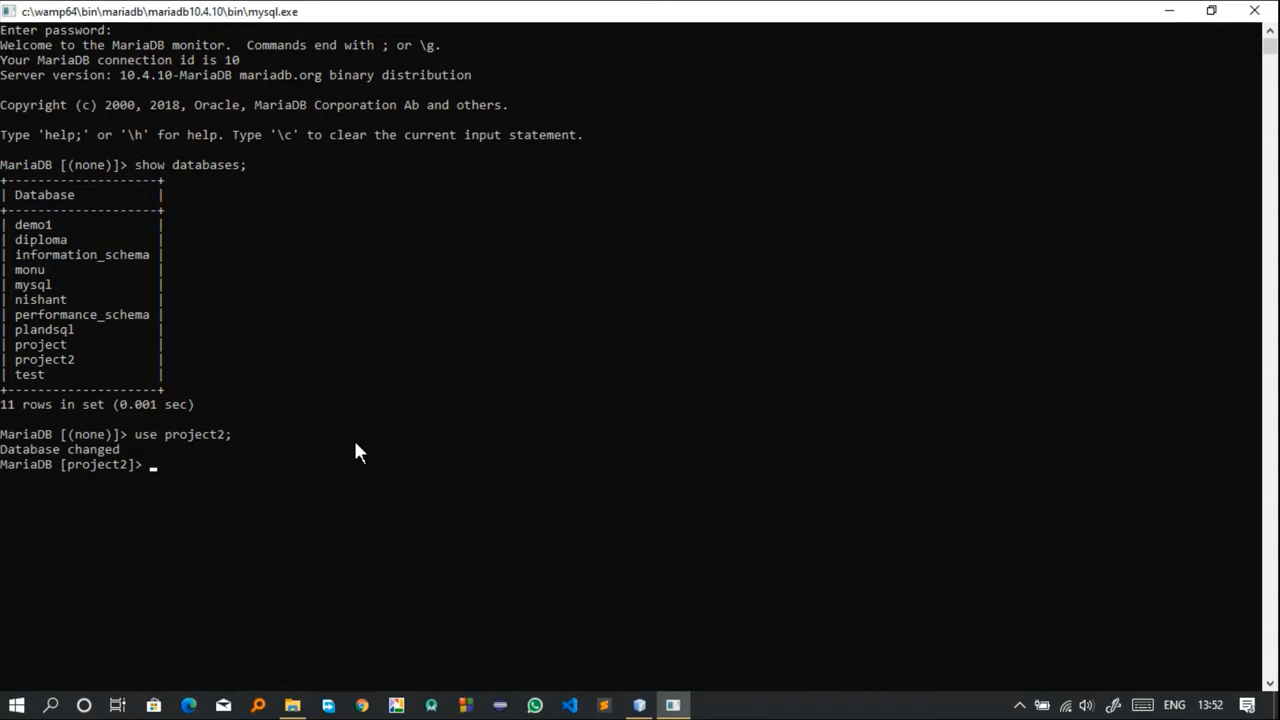 c:\wamp64\bin\mariadb\mariadb10.4.10\bin\mysql.exe
Enter password:
Welcome to the MariaDB monitor.  Commands end with ; or \g.
Your MariaDB connection id is 10
Server version: 10.4.10-MariaDB mariadb.org binary distribution
Copyright (c) 2000, 2018, Oracle, MariaDB Corporation Ab and others.
Type 'help;' or '\h' for help. Type '\c' to clear the current input statement.
MariaDB [(none)]> show databases;
+--------------------+
| Database           |
+--------------------+
| demo1              |
| diploma            |
| information_schema |
| monu               |
| mysql              |
| nishant            |
| performance_schema |
| plandsql           |
| project            |
| project2           |
| test               |
+--------------------+
11 rows in set (0.001 sec)
MariaDB [(none)]> use project2;
Database changed
MariaDB [project2]> _
ENG 13:52